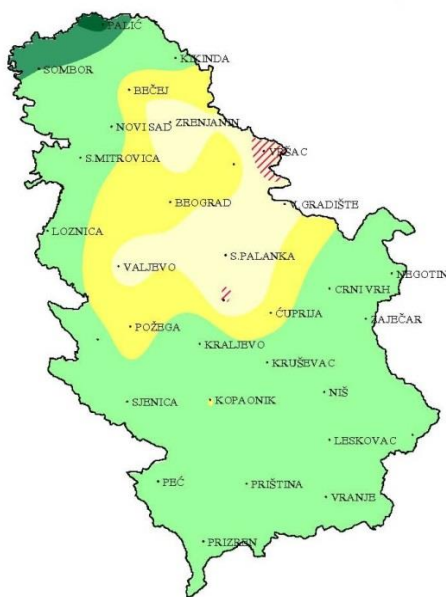 PALIĆ
KIKINDA
SOMBOR
BEČEJ
ZRENJANIN
NOVI SAD
VRŠAC
S.MITROVICA
BEOGRAD
V.GRADIŠTE
LOZNICA
S.PALANKA
VALJEVO
NEGOTIN
CRNI VRH
ĆUPRIJA
ZAJEČAR
POŽEGA
KRALJEVO
KRUŠEVAC
NIŠ
SJENICA
KOPAONIK
LESKOVAC
PEĆ
PRIŠTINA
VRANJE
PRIZREN